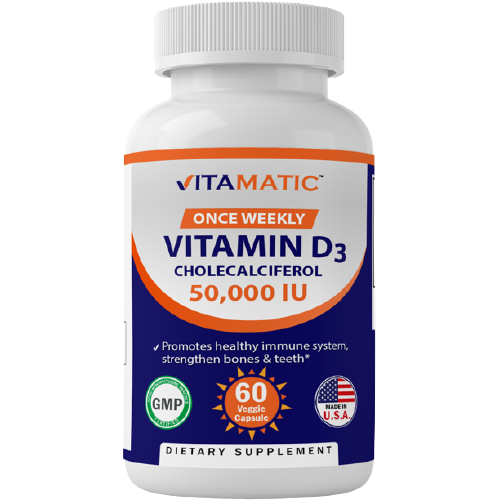 VITAMATIC™
ONCE WEEKLY
VITAMIN D3
CHOLECALCIFEROL
50,000 IU
✓Promotes healthy immune system,
strengthen bones & teeth*
GMP
CERTIFIED
60
Veggie
Capsule
MADE IN
U.S.A.
DIETARY SUPPLEMENT